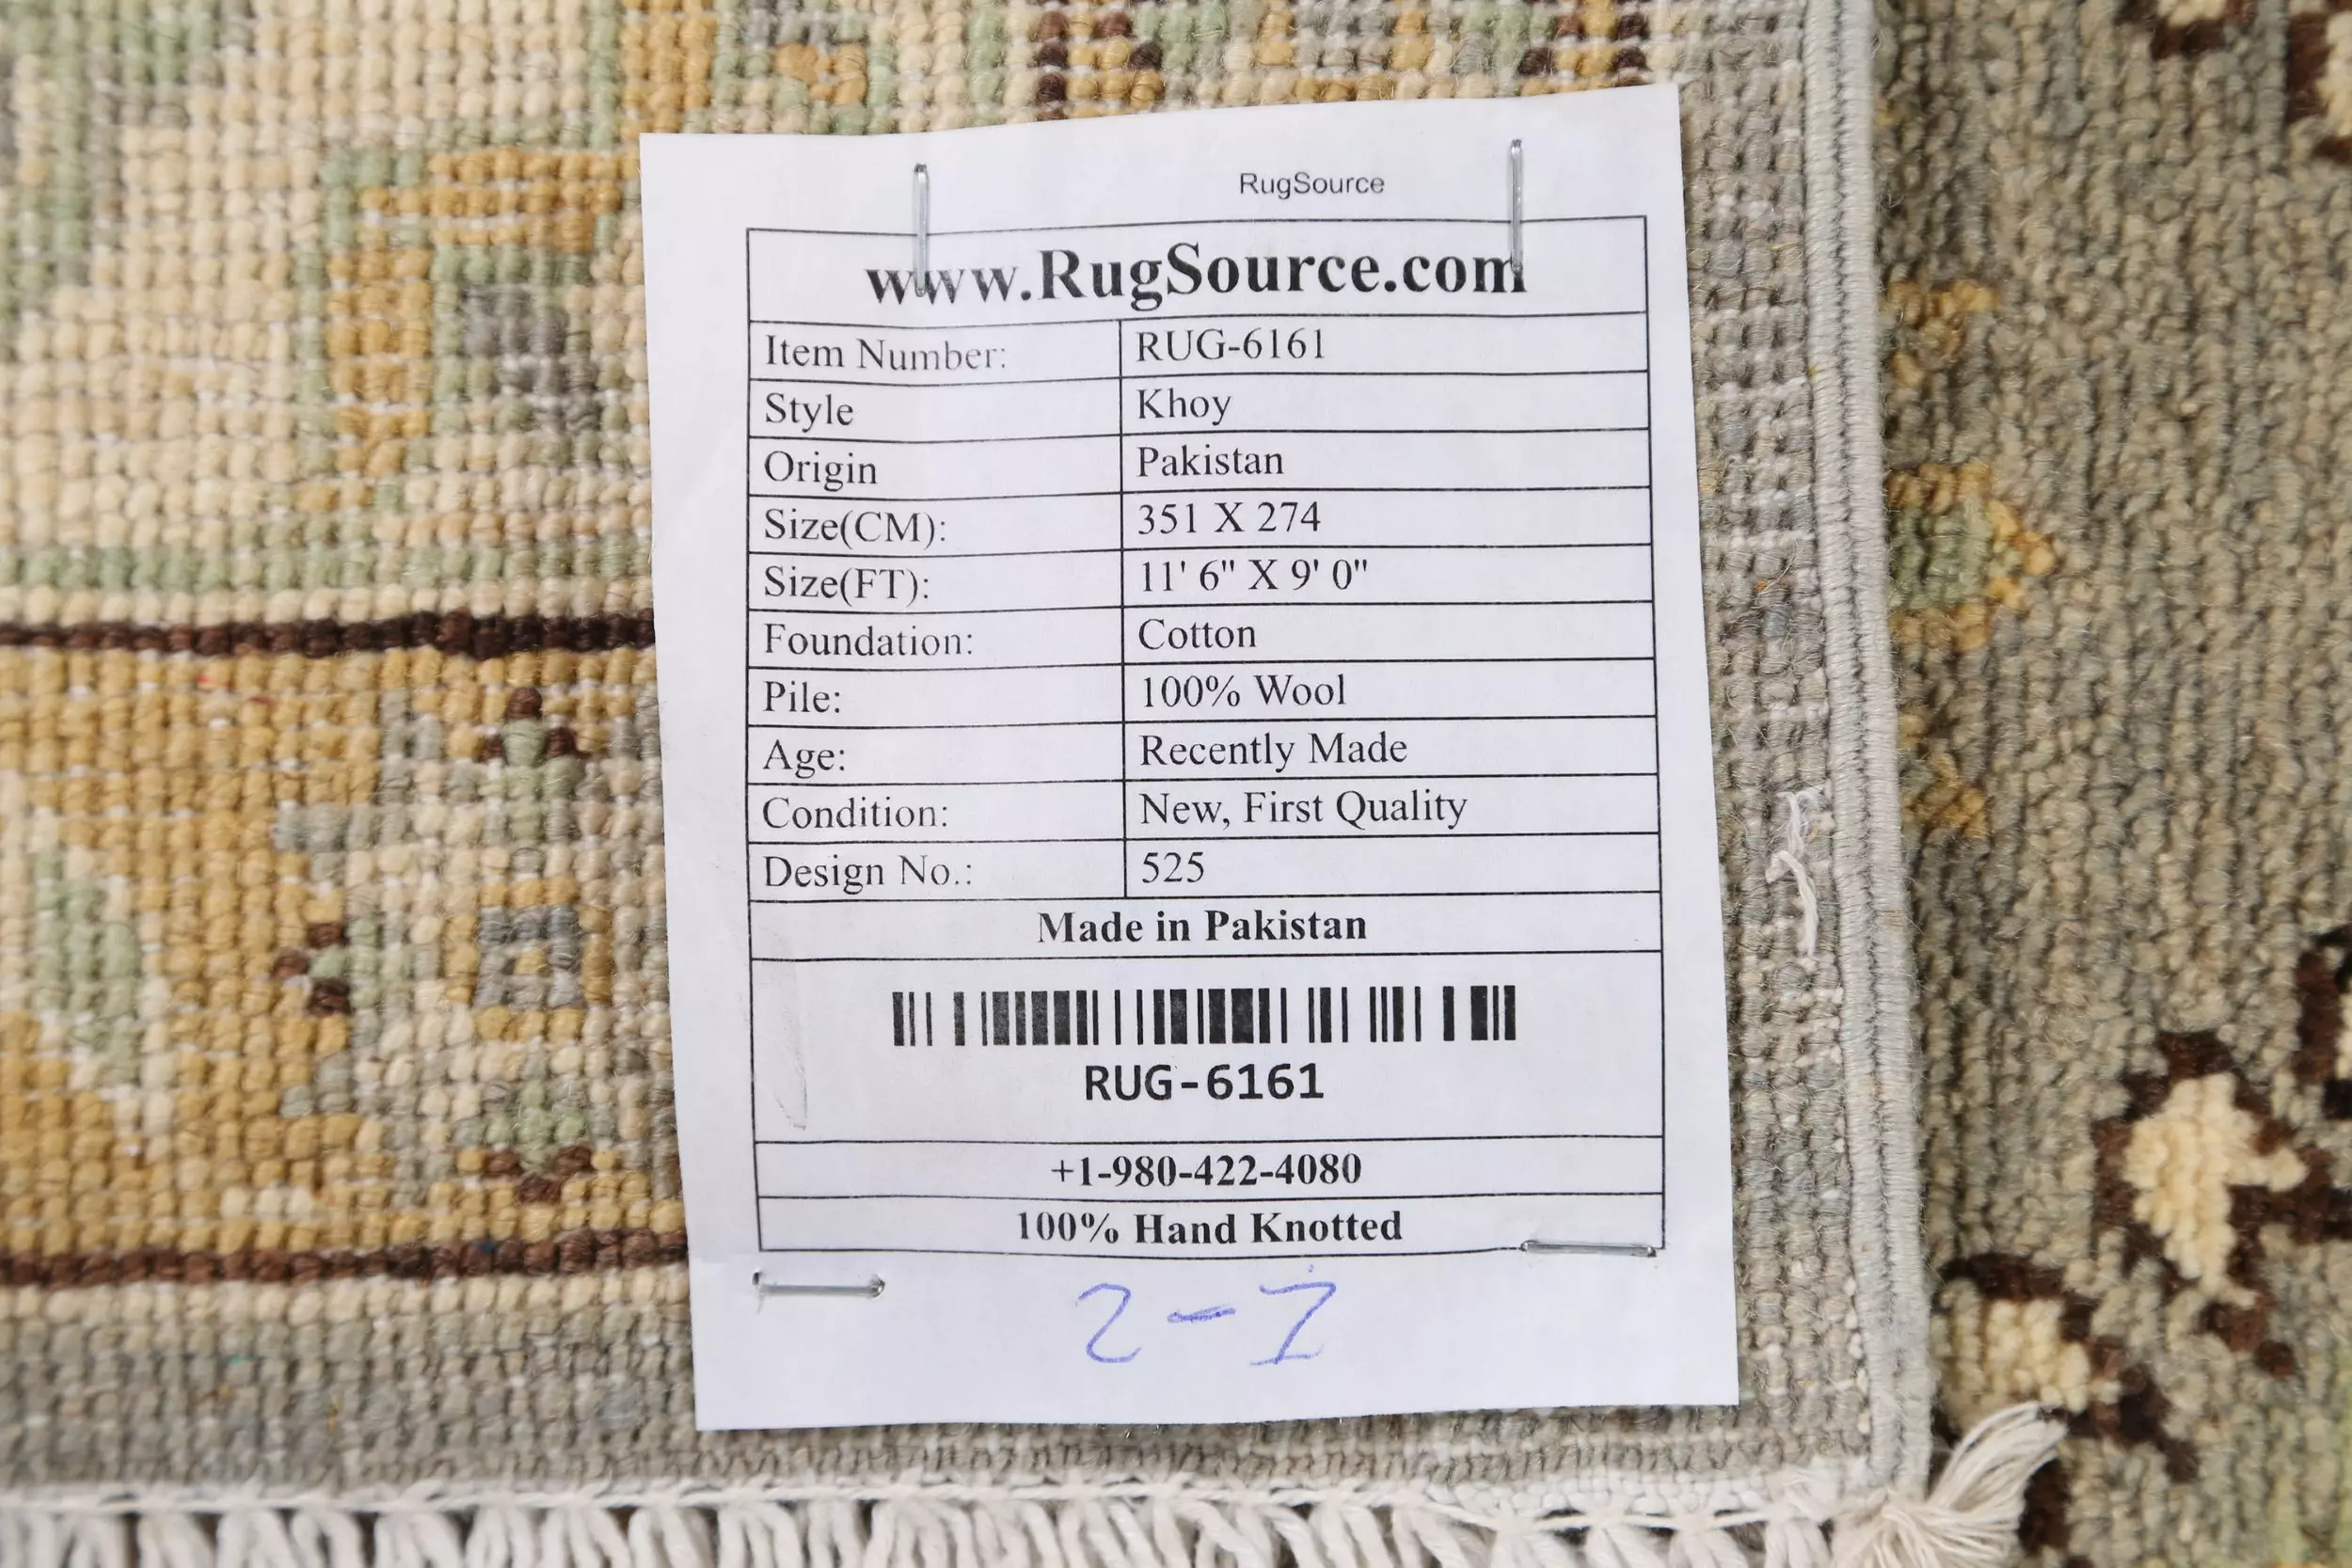 RugSource
www.RugSource.com
Item Number: RUG-6161
Style Khoy
Origin Pakistan
Size(CM): 351 X 274
Size(FT): 11' 6" X 9' 0"
Foundation: Cotton
Pile: 100% Wool
Age: Recently Made
Condition: New, First Quality
Design No.: 525
Made in Pakistan
RUG-6161
+1-980-422-4080
100% Hand Knotted